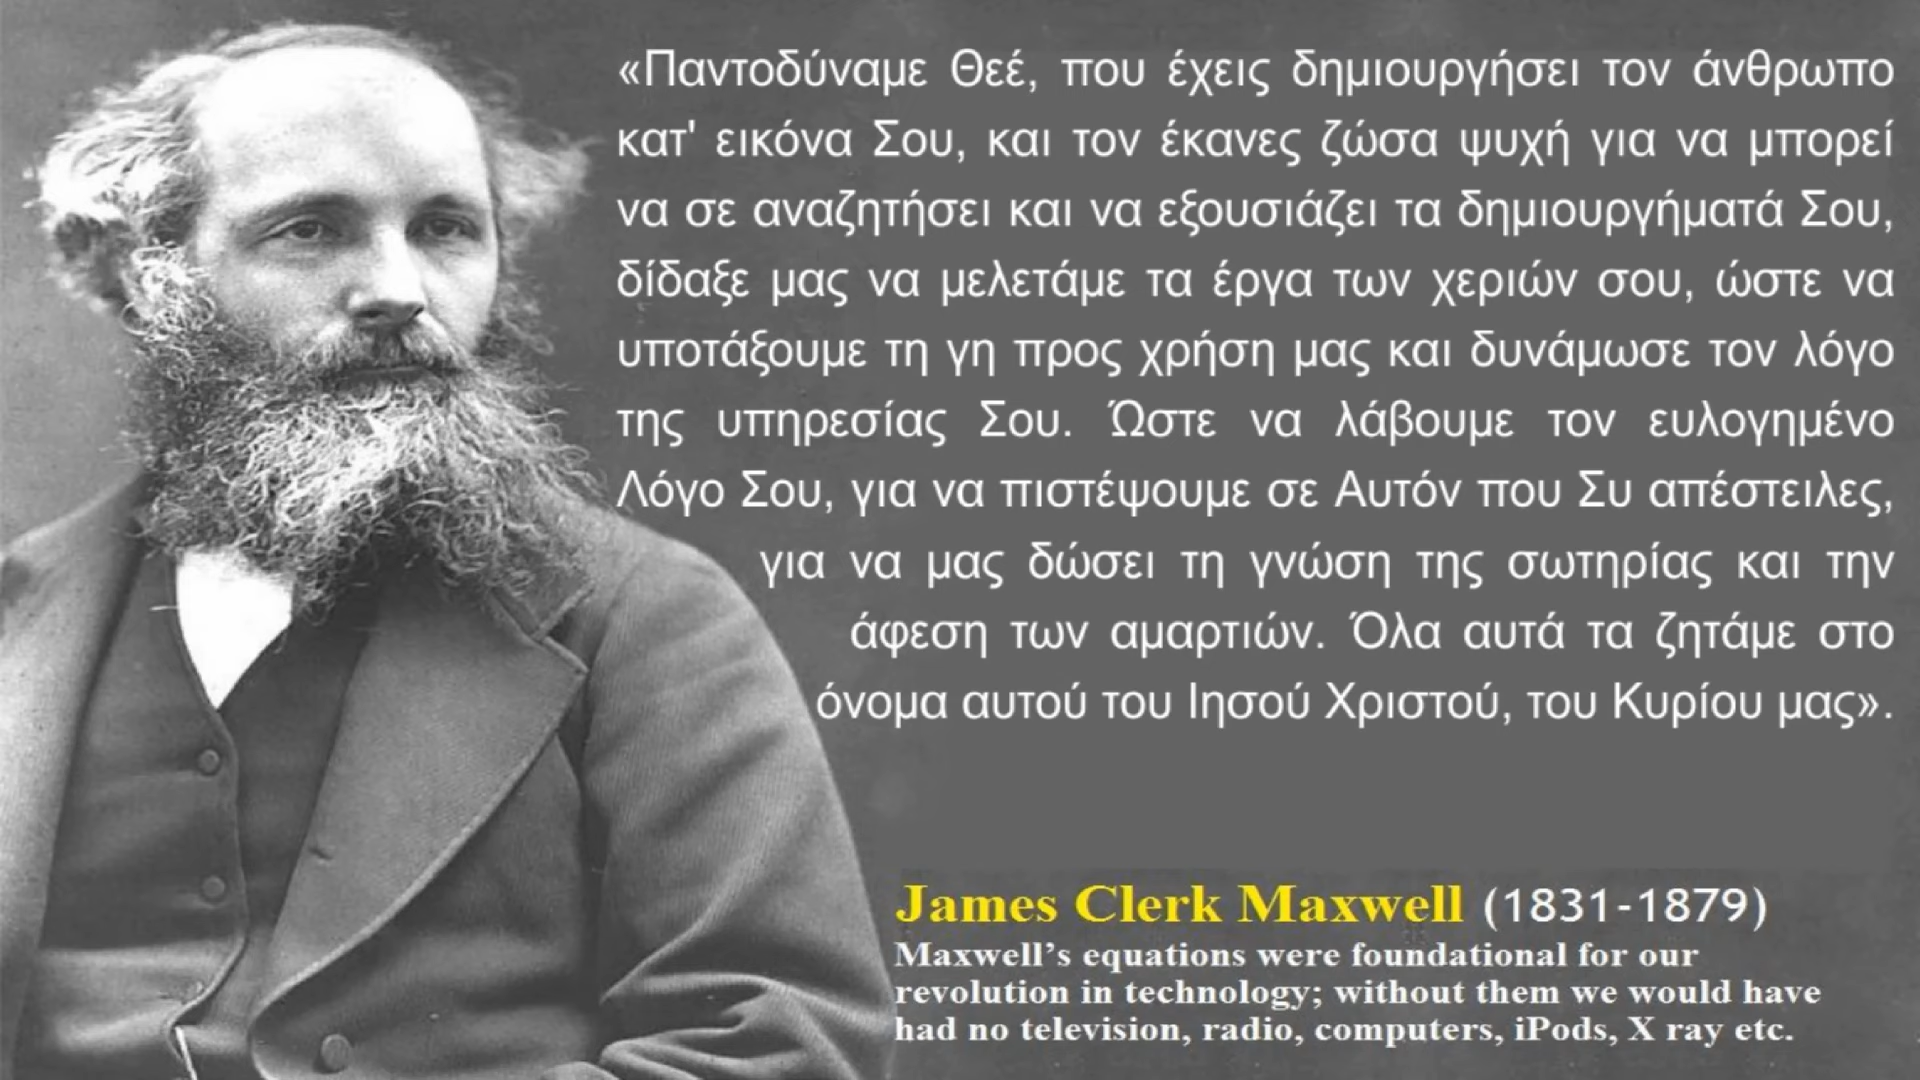 «Παντοδύναμε Θεέ, που έχεις δημιουργήσει τον άνθρωπο
κατ' εικόνα Σου, και τον έκανες ζώσα ψυχή για να μπορεί
να σε αναζητήσει και να εξουσιάζει τα δημιουργήματά Σου,
δίδαξε μας να μελετάμε τα έργα των χεριών σου, ώστε να
υποτάξουμε τη γη προς χρήση μας και δυνάμωσε τον λόγο
της υπηρεσίας Σου. Ώστε να λάβουμε τον ευλογημένο
Λόγο Σου, για να πιστέψουμε σε Αυτόν που Συ απέστειλες,
για να μας δώσει τη γνώση της σωτηρίας και την
άφεση των αμαρτιών. Όλα αυτά τα ζητάμε στο
όνομα αυτού του Ιησού Χριστού, του Κυρίου μας».
James Clerk Maxwell (1831-1879)
Maxwell’s equations were foundational for our
revolution in technology; without them we would have
had no television, radio, computers, iPods, X ray etc.